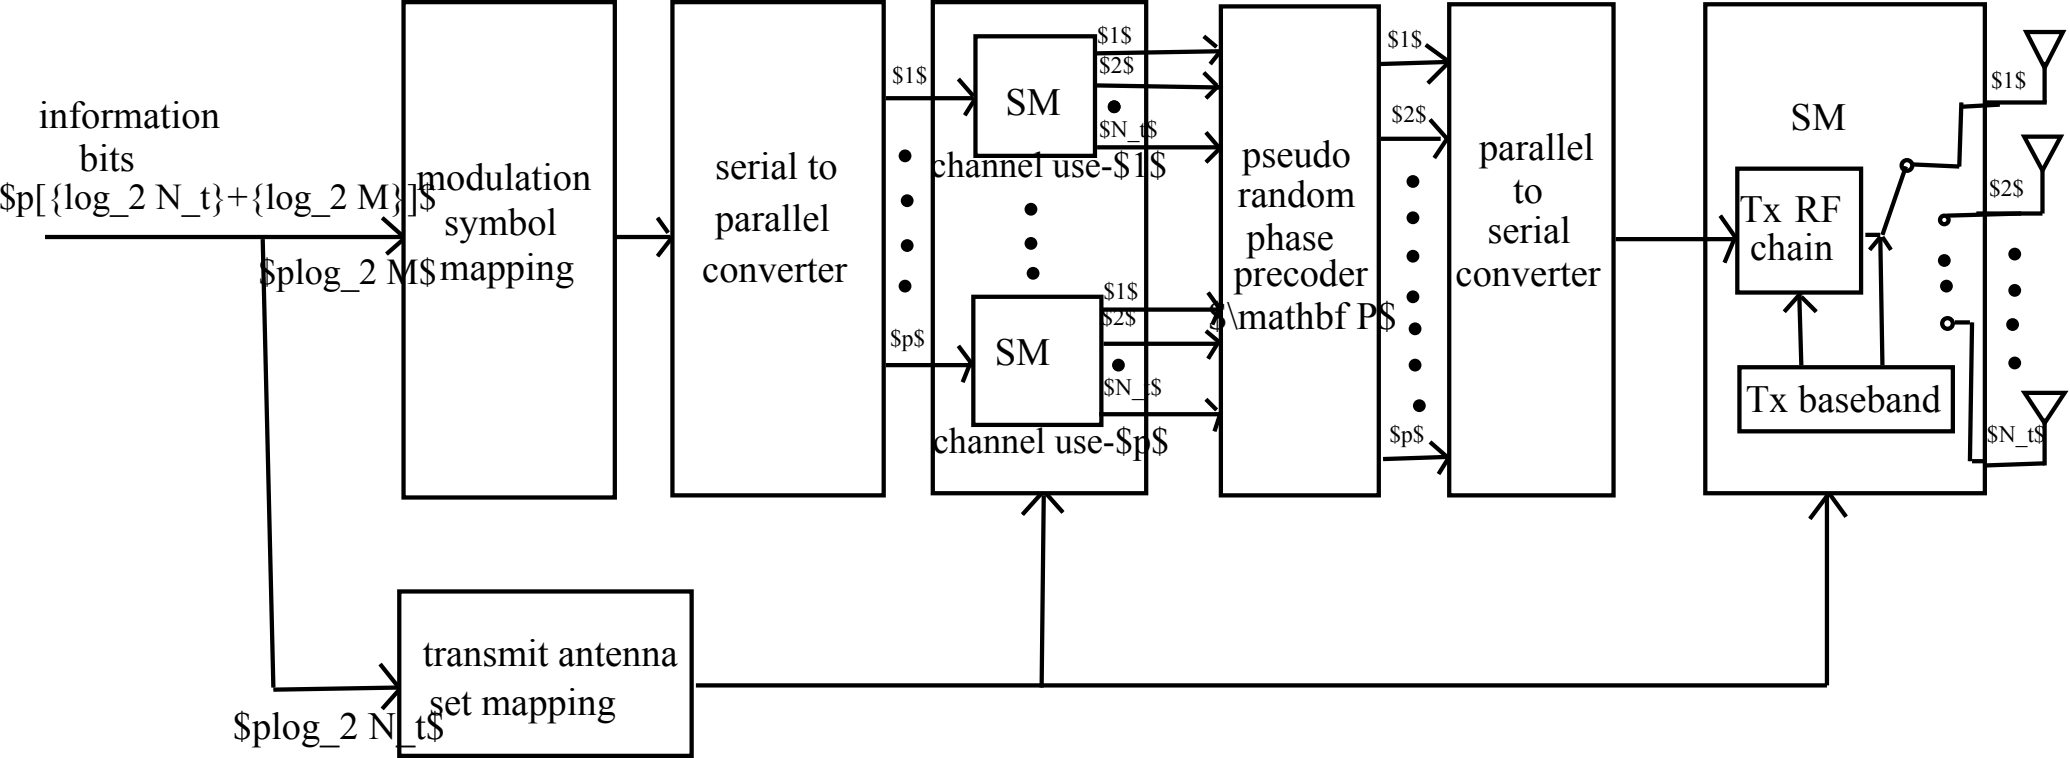 information
bits
$p[{log_2 N_t}+{log_2 M}]$
$plog_2 M$
modulation
symbol
mapping
serial to
parallel
converter
$1$
$p$
SM
$1$
$2$
$N_t$
channel use-$1$
SM
$1$
$2$
$N_t$
channel use-$p$
pseudo
random
phase
precoder
$\mathbf P$
$1$
$2$
$p$
parallel
to
serial
converter
SM
Tx RF
chain
Tx baseband
$1$
$2$
$N_t$
transmit antenna
set mapping
$plog_2 N_t$